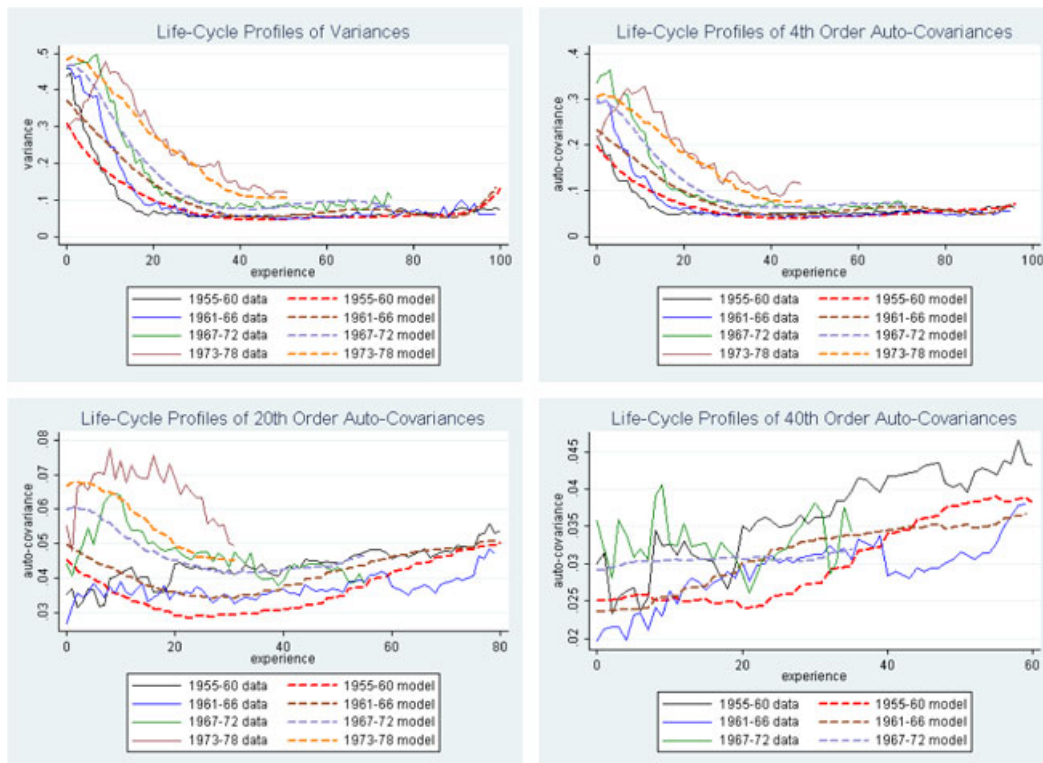 Life-Cycle Profiles of Variances
variance
.5
.4
.3
.2
.1
0
0 20 40 60 80 100
experience
1955-60 data 1955-60 model
1961-66 data 1961-66 model
1967-72 data 1967-72 model
1973-78 data 1973-78 model
Life-Cycle Profiles of 4th Order Auto-Covariances
auto-covariance
.4
.3
.2
.1
0
0 20 40 60 80 100
experience
1955-60 data 1955-60 model
1961-66 data 1961-66 model
1967-72 data 1967-72 model
1973-78 data 1973-78 model
Life-Cycle Profiles of 20th Order Auto-Covariances
auto-covariance
.08
.07
.06
.05
.04
.03
0 20 40 60 80
experience
1955-60 data 1955-60 model
1961-66 data 1961-66 model
1967-72 data 1967-72 model
1973-78 data 1973-78 model
Life-Cycle Profiles of 40th Order Auto-Covariances
auto-covariance
.045
.04
.035
.03
.025
.02
0 20 40 60
experience
1955-60 data 1955-60 model
1961-66 data 1961-66 model
1967-72 data 1967-72 model